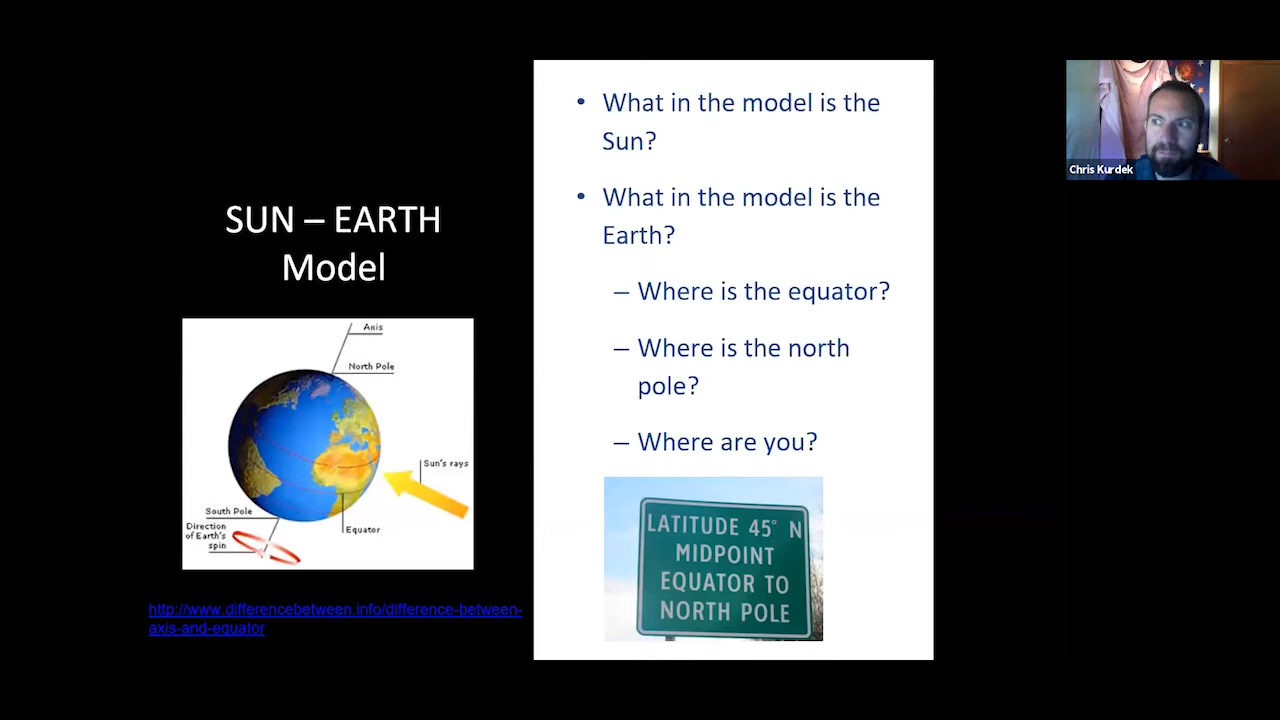 SUN – EARTH
Model
Axis
North Pole
Sun's rays
South Pole
Direction
of Earth's
spin
Equator
http://www.differencebetween.info/difference-between-
axis-and-equator
• What in the model is the
Sun?
• What in the model is the
Earth?
– Where is the equator?
– Where is the north
pole?
– Where are you?
LATITUDE 45° N
MIDPOINT
EQUATOR TO
NORTH POLE
Chris Kurdek